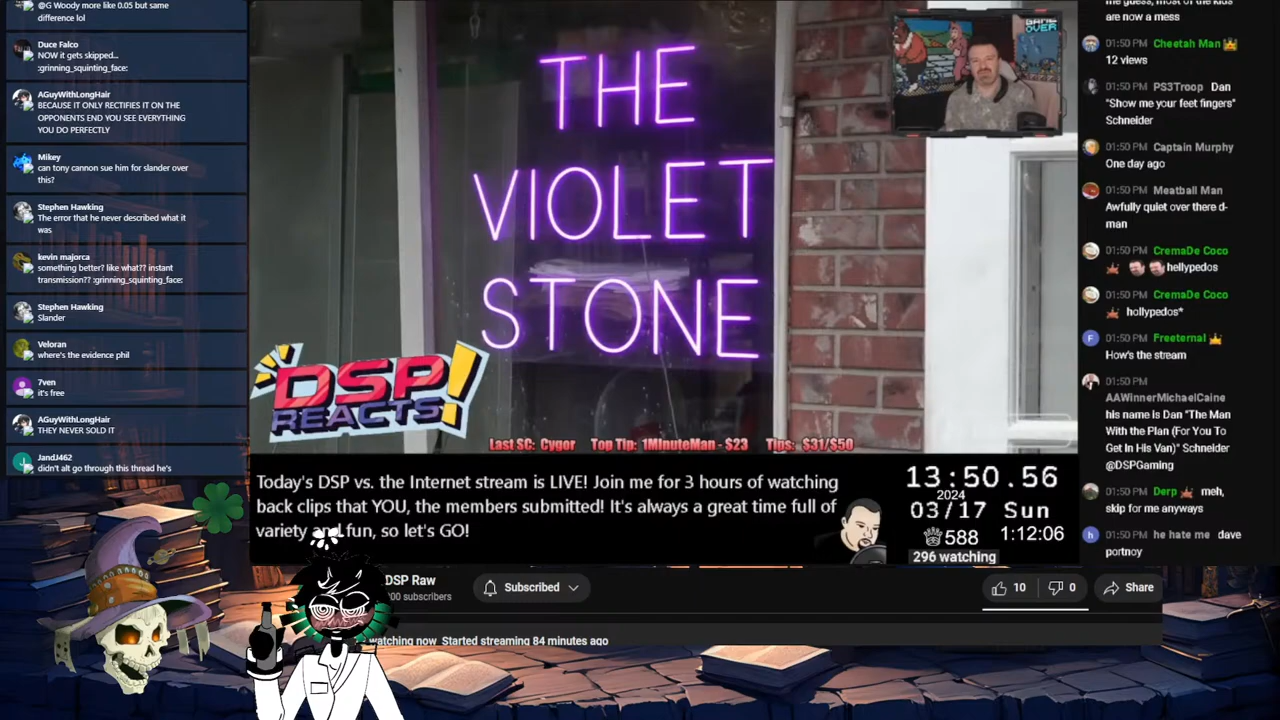 @G Woody more like 0.05 but same
difference lol
Duce Falco
NOW it gets skipped...
:grinning_squinting_face:
AGuyWithLongHair
BECAUSE IT ONLY RECTIFIES IT ON THE
OPPONENTS END YOU SEE EVERYTHING
YOU DO PERFECTLY
Mikey
can tony cannon sue him for slander over
this?
Stephen Hawking
The error that he never described what it
was
kevin majorca
something better? like what?? instant
transmission?? :grinning_squinting_face:
Stephen Hawking
Slander
Veloran
where's the evidence phil
7ven
it's free
AGuyWithLongHair
THEY NEVER SOLD IT
JandJ462
didn't alt go through this thread he's
THE
VIOLET
STONE
GAME
OVER
DSP!
REACTS
Last SC: Cygor Top Tip: 1MinuteMan - $23 Tips: $31/$50
Today's DSP vs. the Internet stream is LIVE! Join me for 3 hours of watching
back clips that YOU, the members submitted! It's always a great time full of
variety and fun, so let's GO!
13:50.56
2024
03/17 Sun
588 1:12:06
296 watching
DSP Raw
00 subscribers
Subscribed
10
0
Share
watching now Started streaming 84 minutes ago
me guess, most of the kids
are now a mess
01:50 PM Cheetah Man
12 views
01:50 PM PS3Troop Dan
"Show me your feet fingers"
Schneider
01:50 PM Captain Murphy
One day ago
01:50 PM Meatball Man
Awfully quiet over there d-
man
01:50 PM CremaDe Coco
hellypedos
01:50 PM CremaDe Coco
hollypedos*
01:50 PM Freeternal
How's the stream
01:50 PM
AAWinnerMichaelCaine
his name is Dan "The Man
With the Plan (For You To
Get In His Van)" Schneider
@DSPGaming
01:50 PM Derp meh,
skip for me anyways
01:50 PM he hate me dave
portnoy